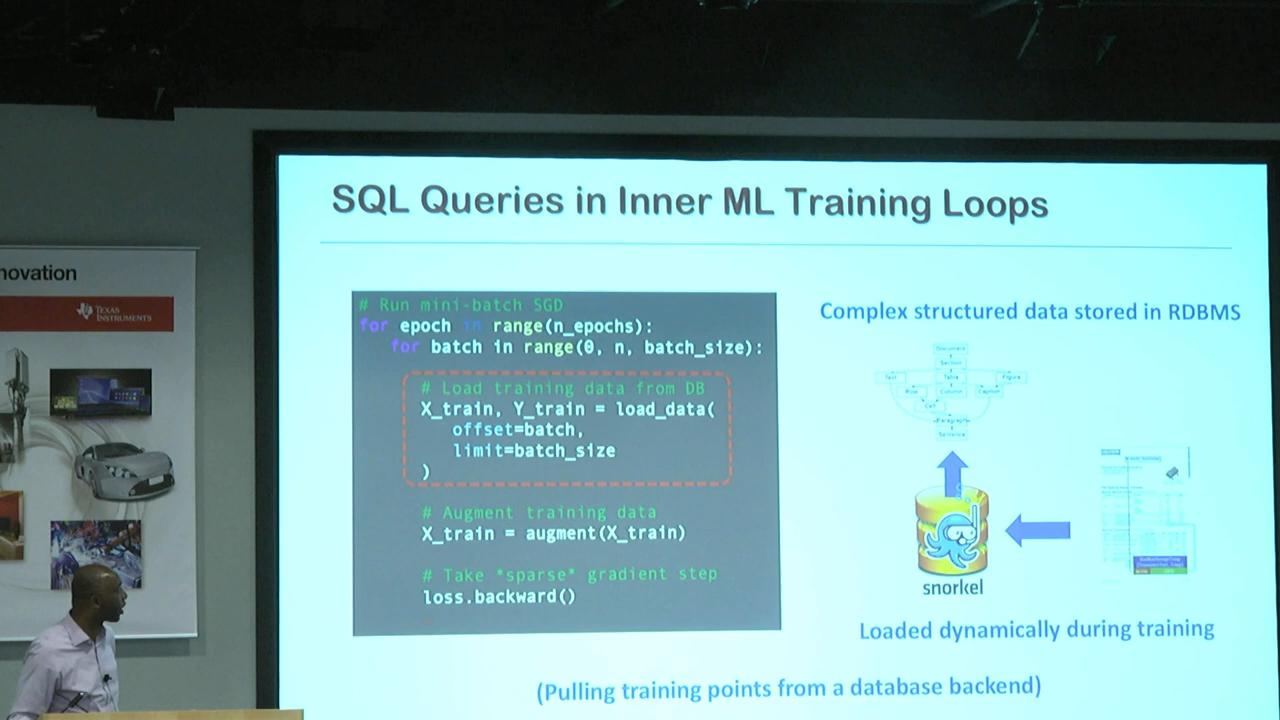 SQL Queries in Inner ML Training Loops
novation
TEXAS
INSTRUMENTS
# Run mini-batch SGD
for epoch in range(n_epochs):
for batch in range(0, n, batch_size):
# Load training data from DB
X_train, Y_train = load_data(
offset=batch,
limit=batch_size
)
# Augment training data
X_train = augment(X_train)
# Take *sparse* gradient step
loss.backward()
Complex structured data stored in RDBMS
Document
Section
Text
Table
Figure
Row
Column
Caption
Cell
Paragraph
Sentence
snorkel
Loaded dynamically during training
(Pulling training points from a database backend)